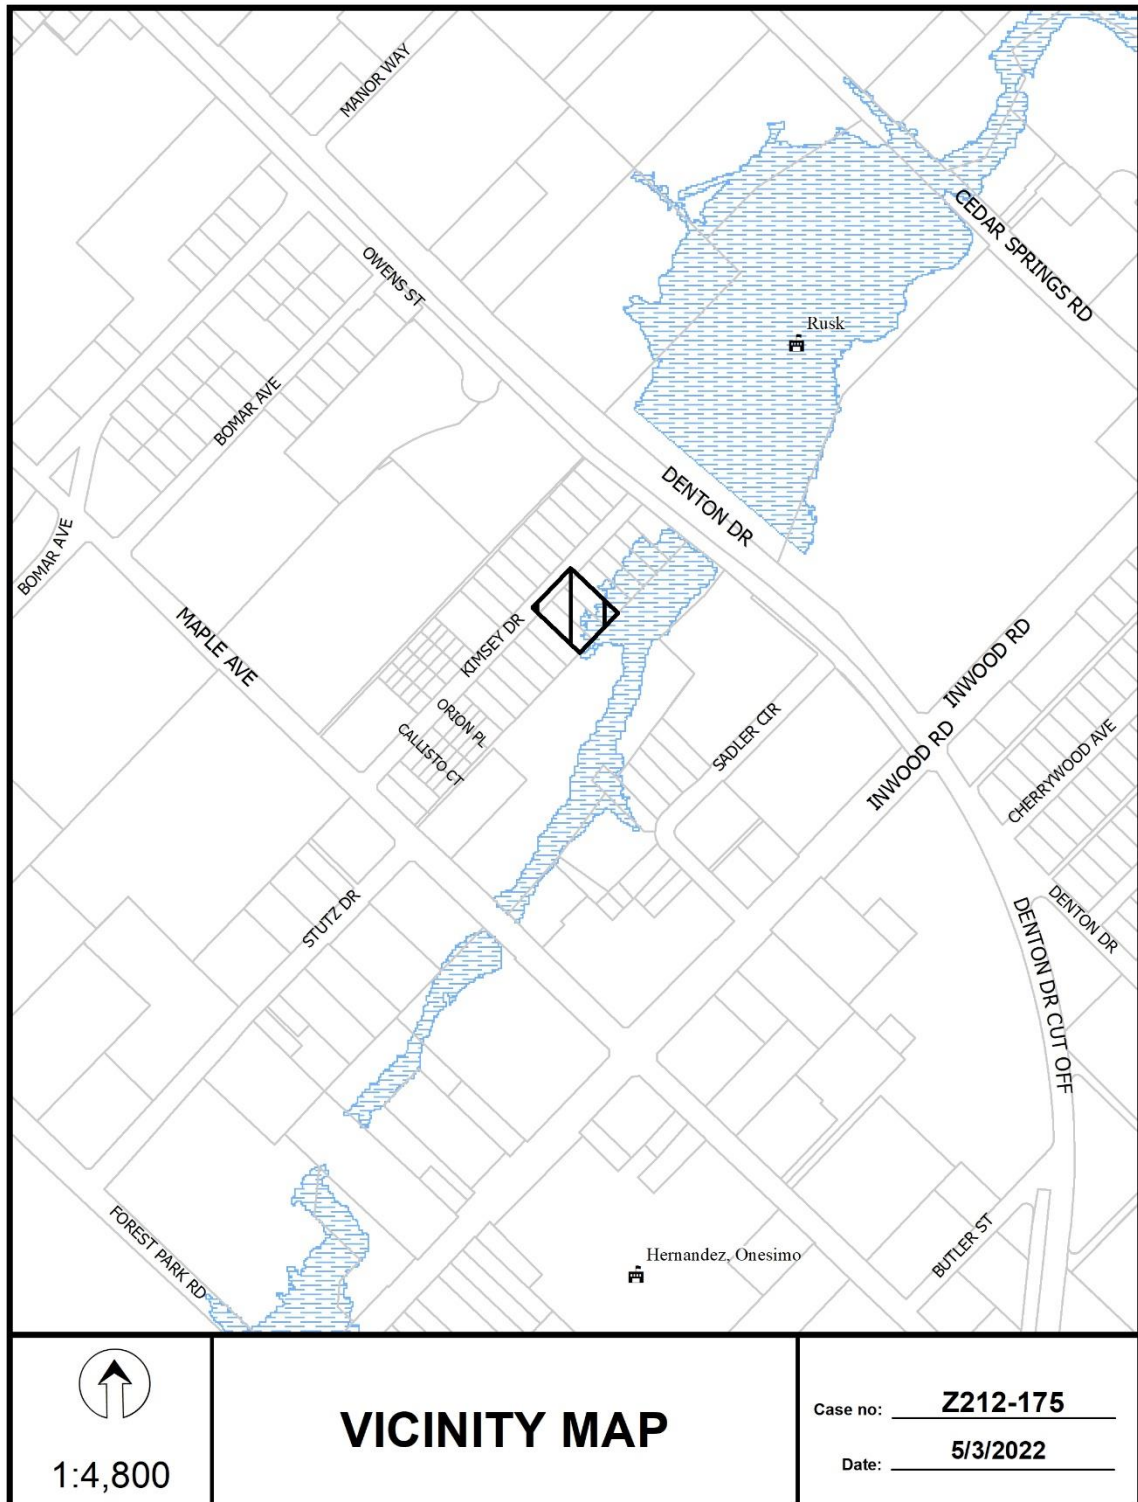 MANOR WAY
CEDAR SPRINGS RD
OWENS ST
Rusk
BOMAR AVE
DENTON DR
BOMAR AVE
MAPLE AVE
KIMSEY DR
INWOOD RD
ORION PL
CALLISTO CT
SADLER CIR
INWOOD RD
CHERRYWOOD AVE
STUTZ DR
DENTON DR
DENTON DR CUT OFF
FOREST PARK RD
Hernandez, Onesimo
BUTLER ST
1:4,800
VICINITY MAP
Case no: Z212-175
Date: 5/3/2022